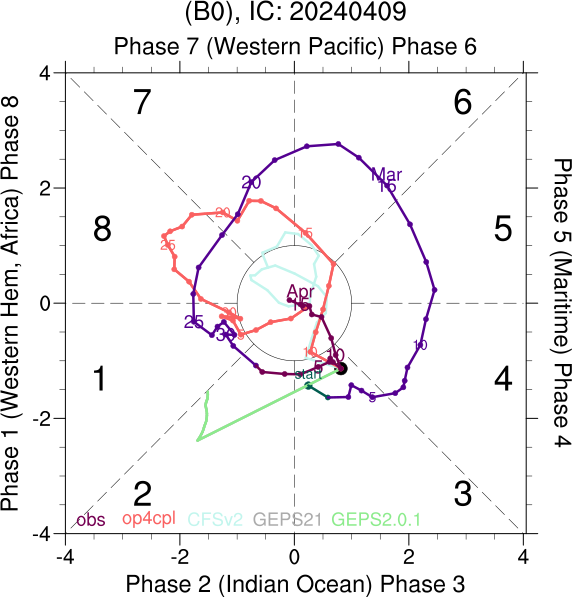 (B0), IC: 20240409
Phase 7 (Western Pacific) Phase 6
4
7
6
Mar
20
15
2
20
8
15
5
25
Phase 1 (Western Hem, Africa) Phase 8
Phase 5 (Maritime) Phase 4
Apr
15
0
25
30
10
10
10
5
start
1
4
5
-2
2
3
obs
op4cpl
CFSv2
GEPS21
GEPS2.0.1
-4
-4
-2
0
2
4
Phase 2 (Indian Ocean) Phase 3